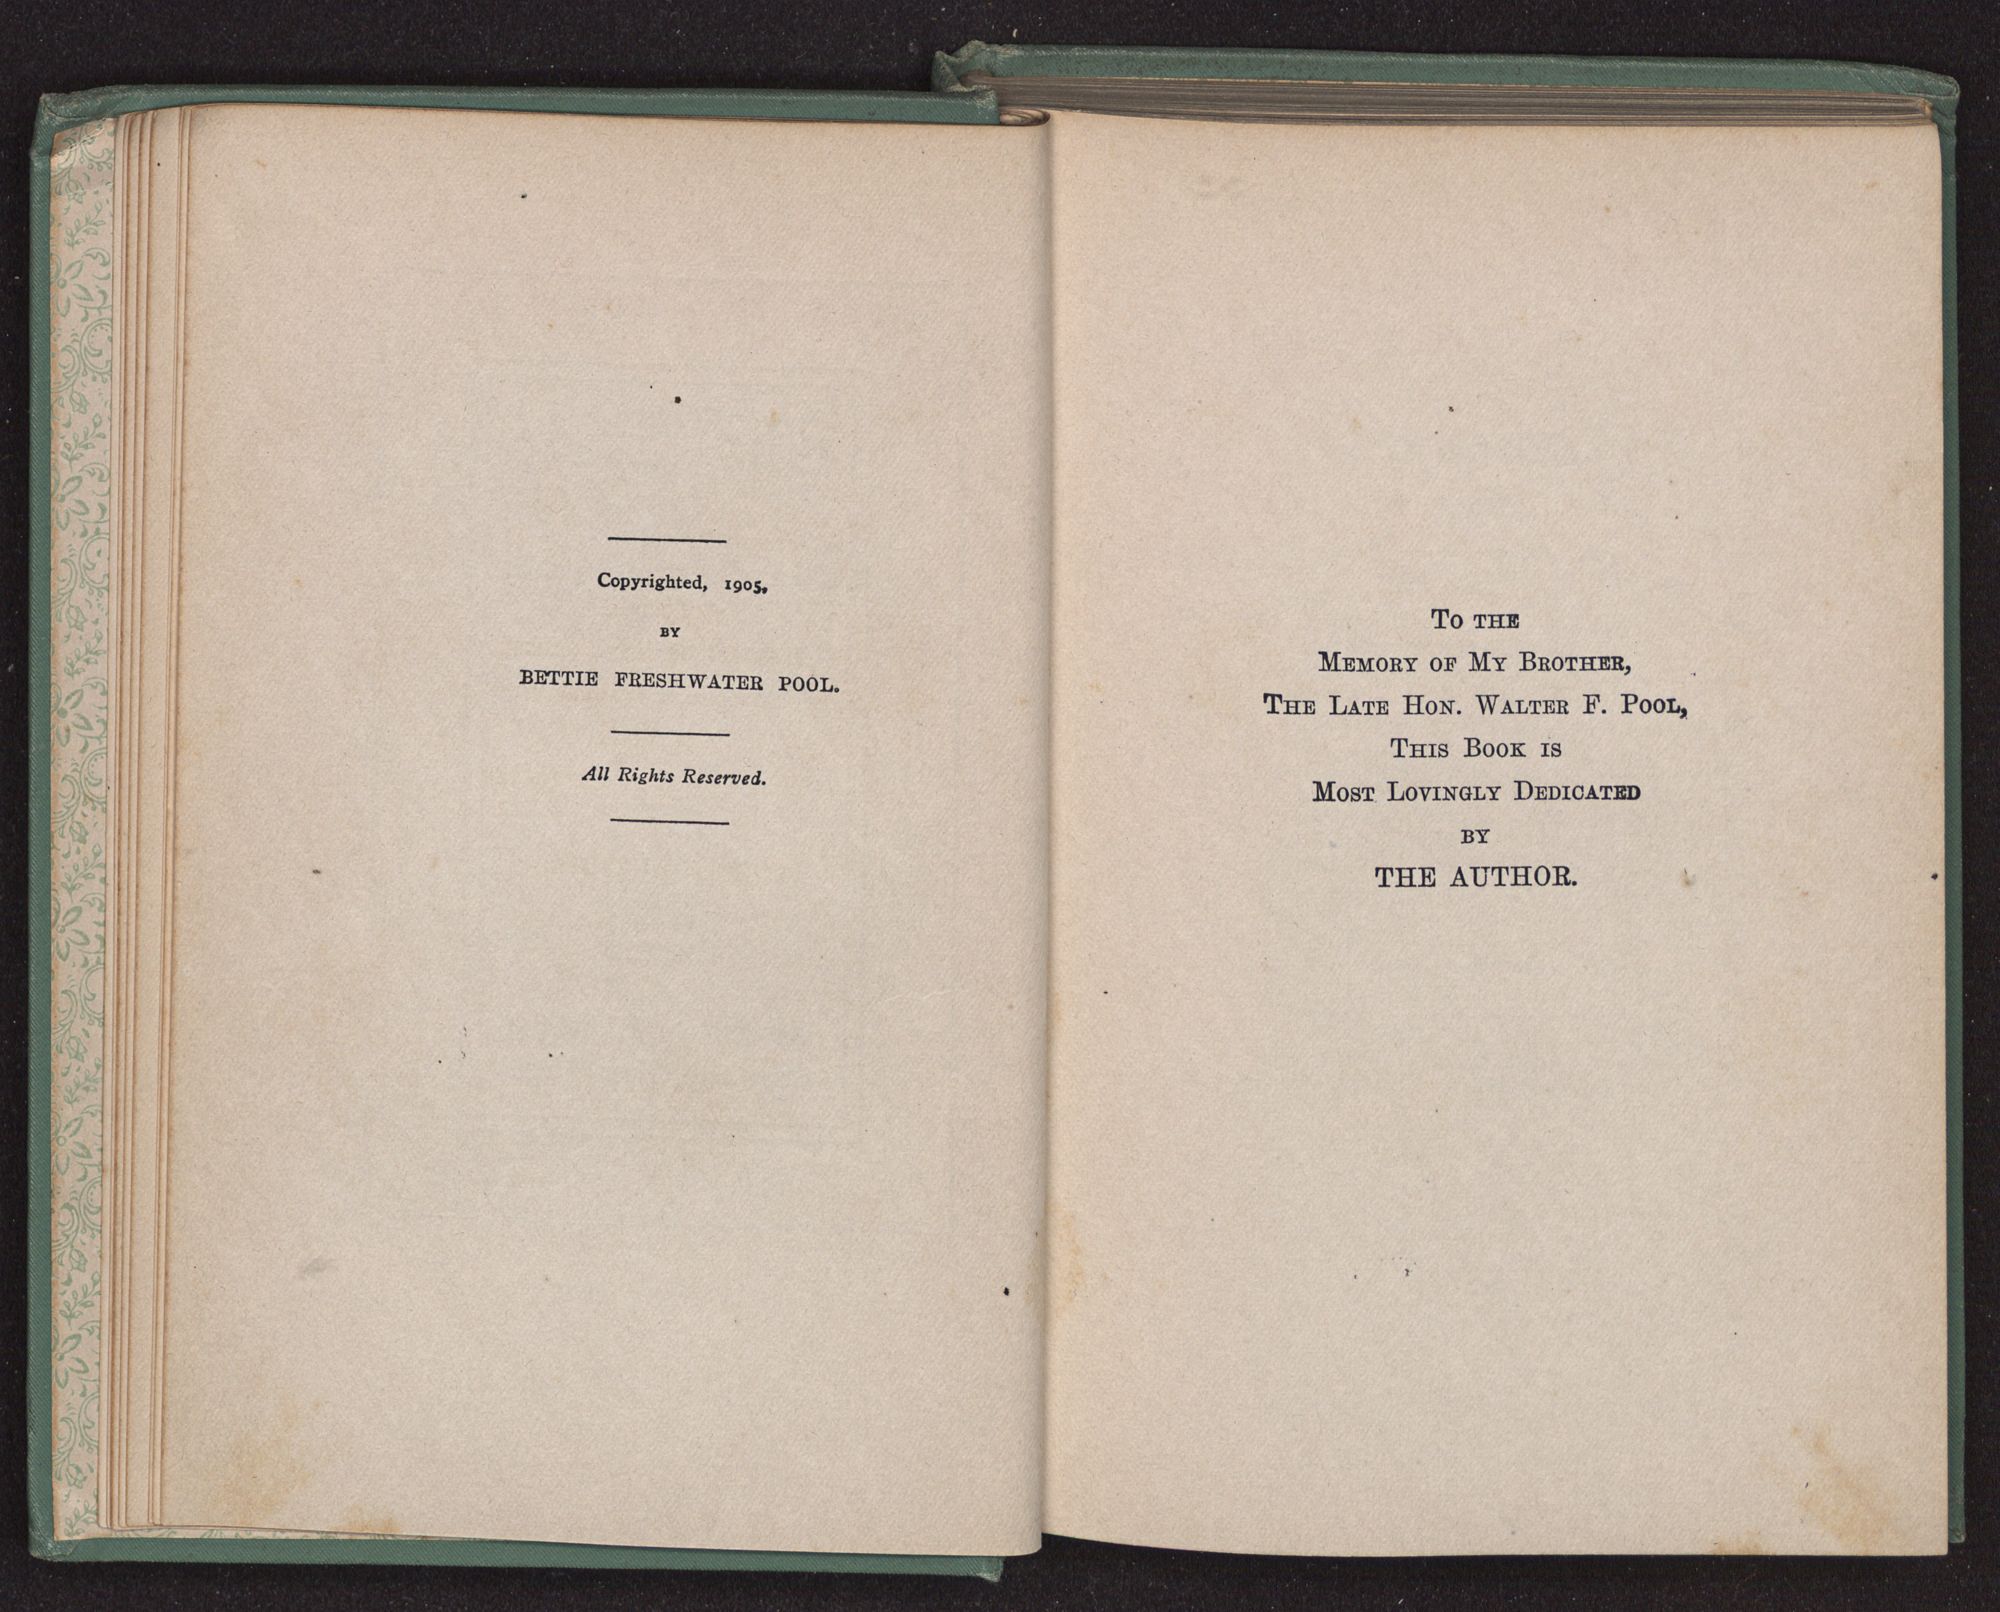 Copyrighted, 1905,
BY
BETTIE FRESHWATER POOL.
All Rights Reserved.
TO THE
MEMORY OF MY BROTHER,
THE LATE HON. WALTER F. POOL,
THIS BOOK IS
MOST LOVINGLY DEDICATED
BY
THE AUTHOR.